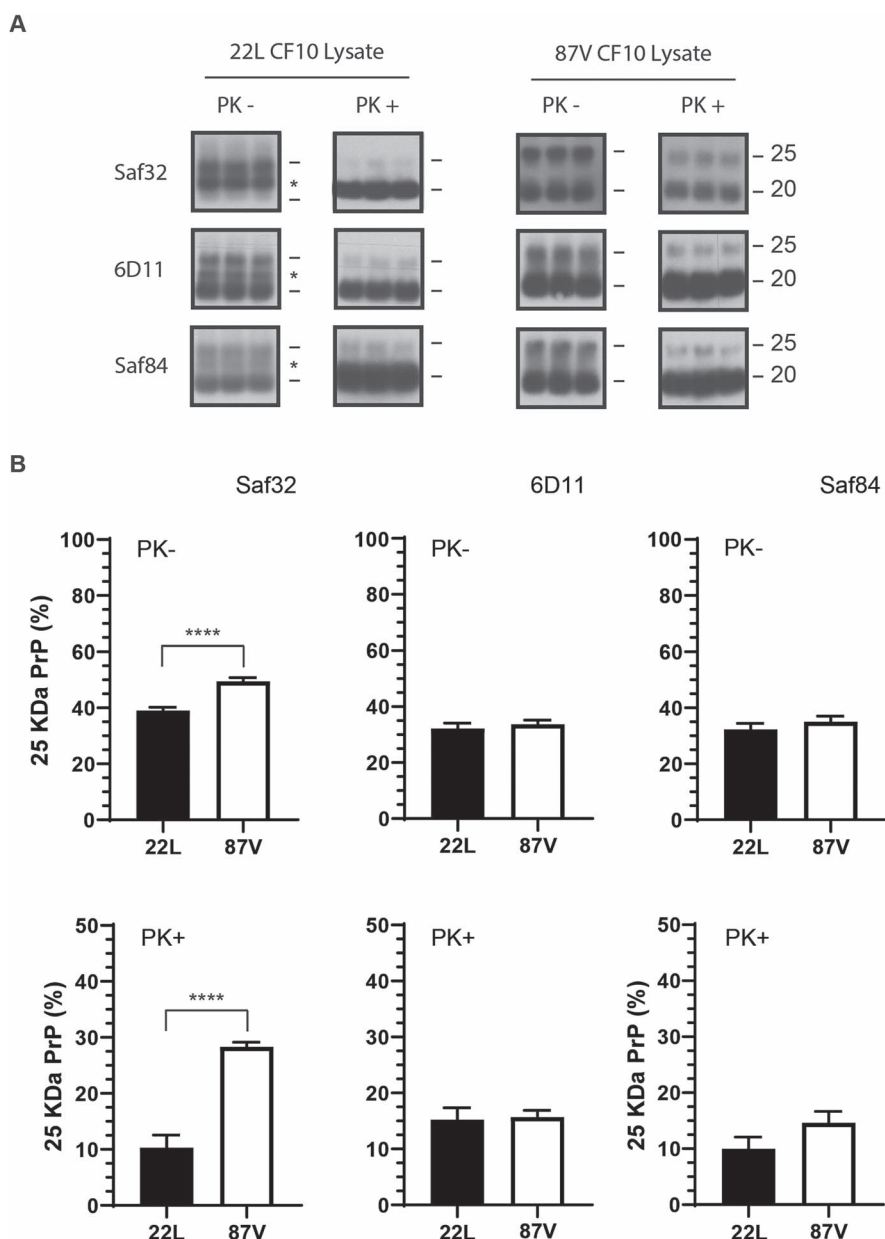 A
22L CF10 Lysate 87V CF10 Lysate
PK - PK + PK - PK +
Saf32 * 25
20
6D11 * 25
20
Saf84 * 25
20
B
Saf32 6D11 Saf84
PK- PK- PK-
25 KDa PrP (%)
100 100 100
80 80 80
60 **** 60 60
40 40 40
20 20 20
0 0 0
22L 87V 22L 87V 22L 87V
PK+ PK+ PK+
25 KDa PrP (%) 25 KDa PrP (%)
50 50 50
40 **** 40 40
30 30 30
20 20 20
10 10 10
0 0 0
22L 87V 22L 87V 22L 87V